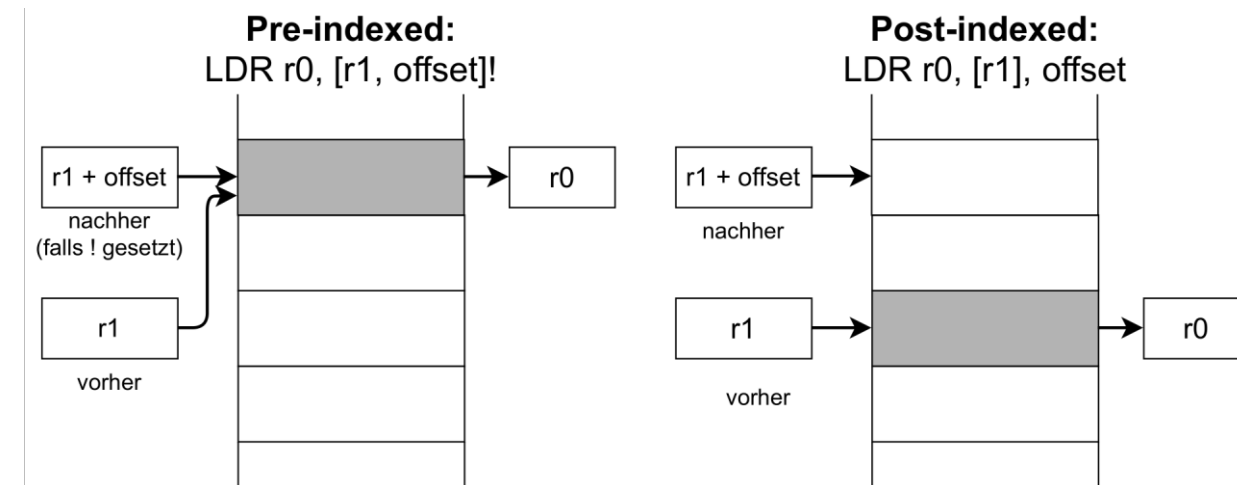 Pre-indexed:
LDR r0, [r1, offset]!
r1 + offset
nachher
(falls ! gesetzt)
r1
vorher
r0
Post-indexed:
LDR r0, [r1], offset
r1 + offset
nachher
r1
vorher
r0